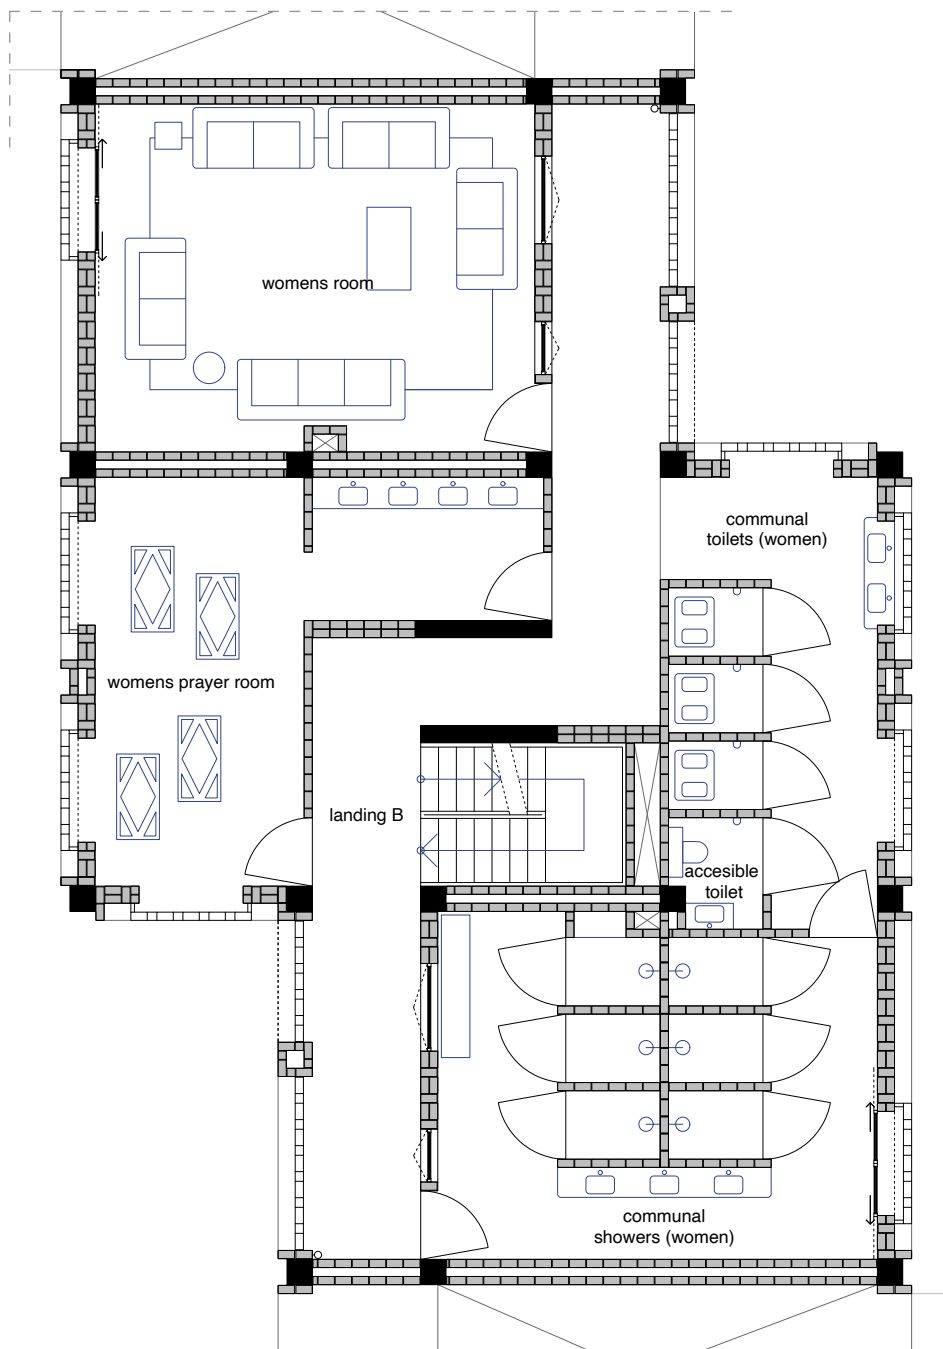 womens room
communal
toilets (women)
womens prayer room
landing B
accesible
toilet
communal
showers (women)